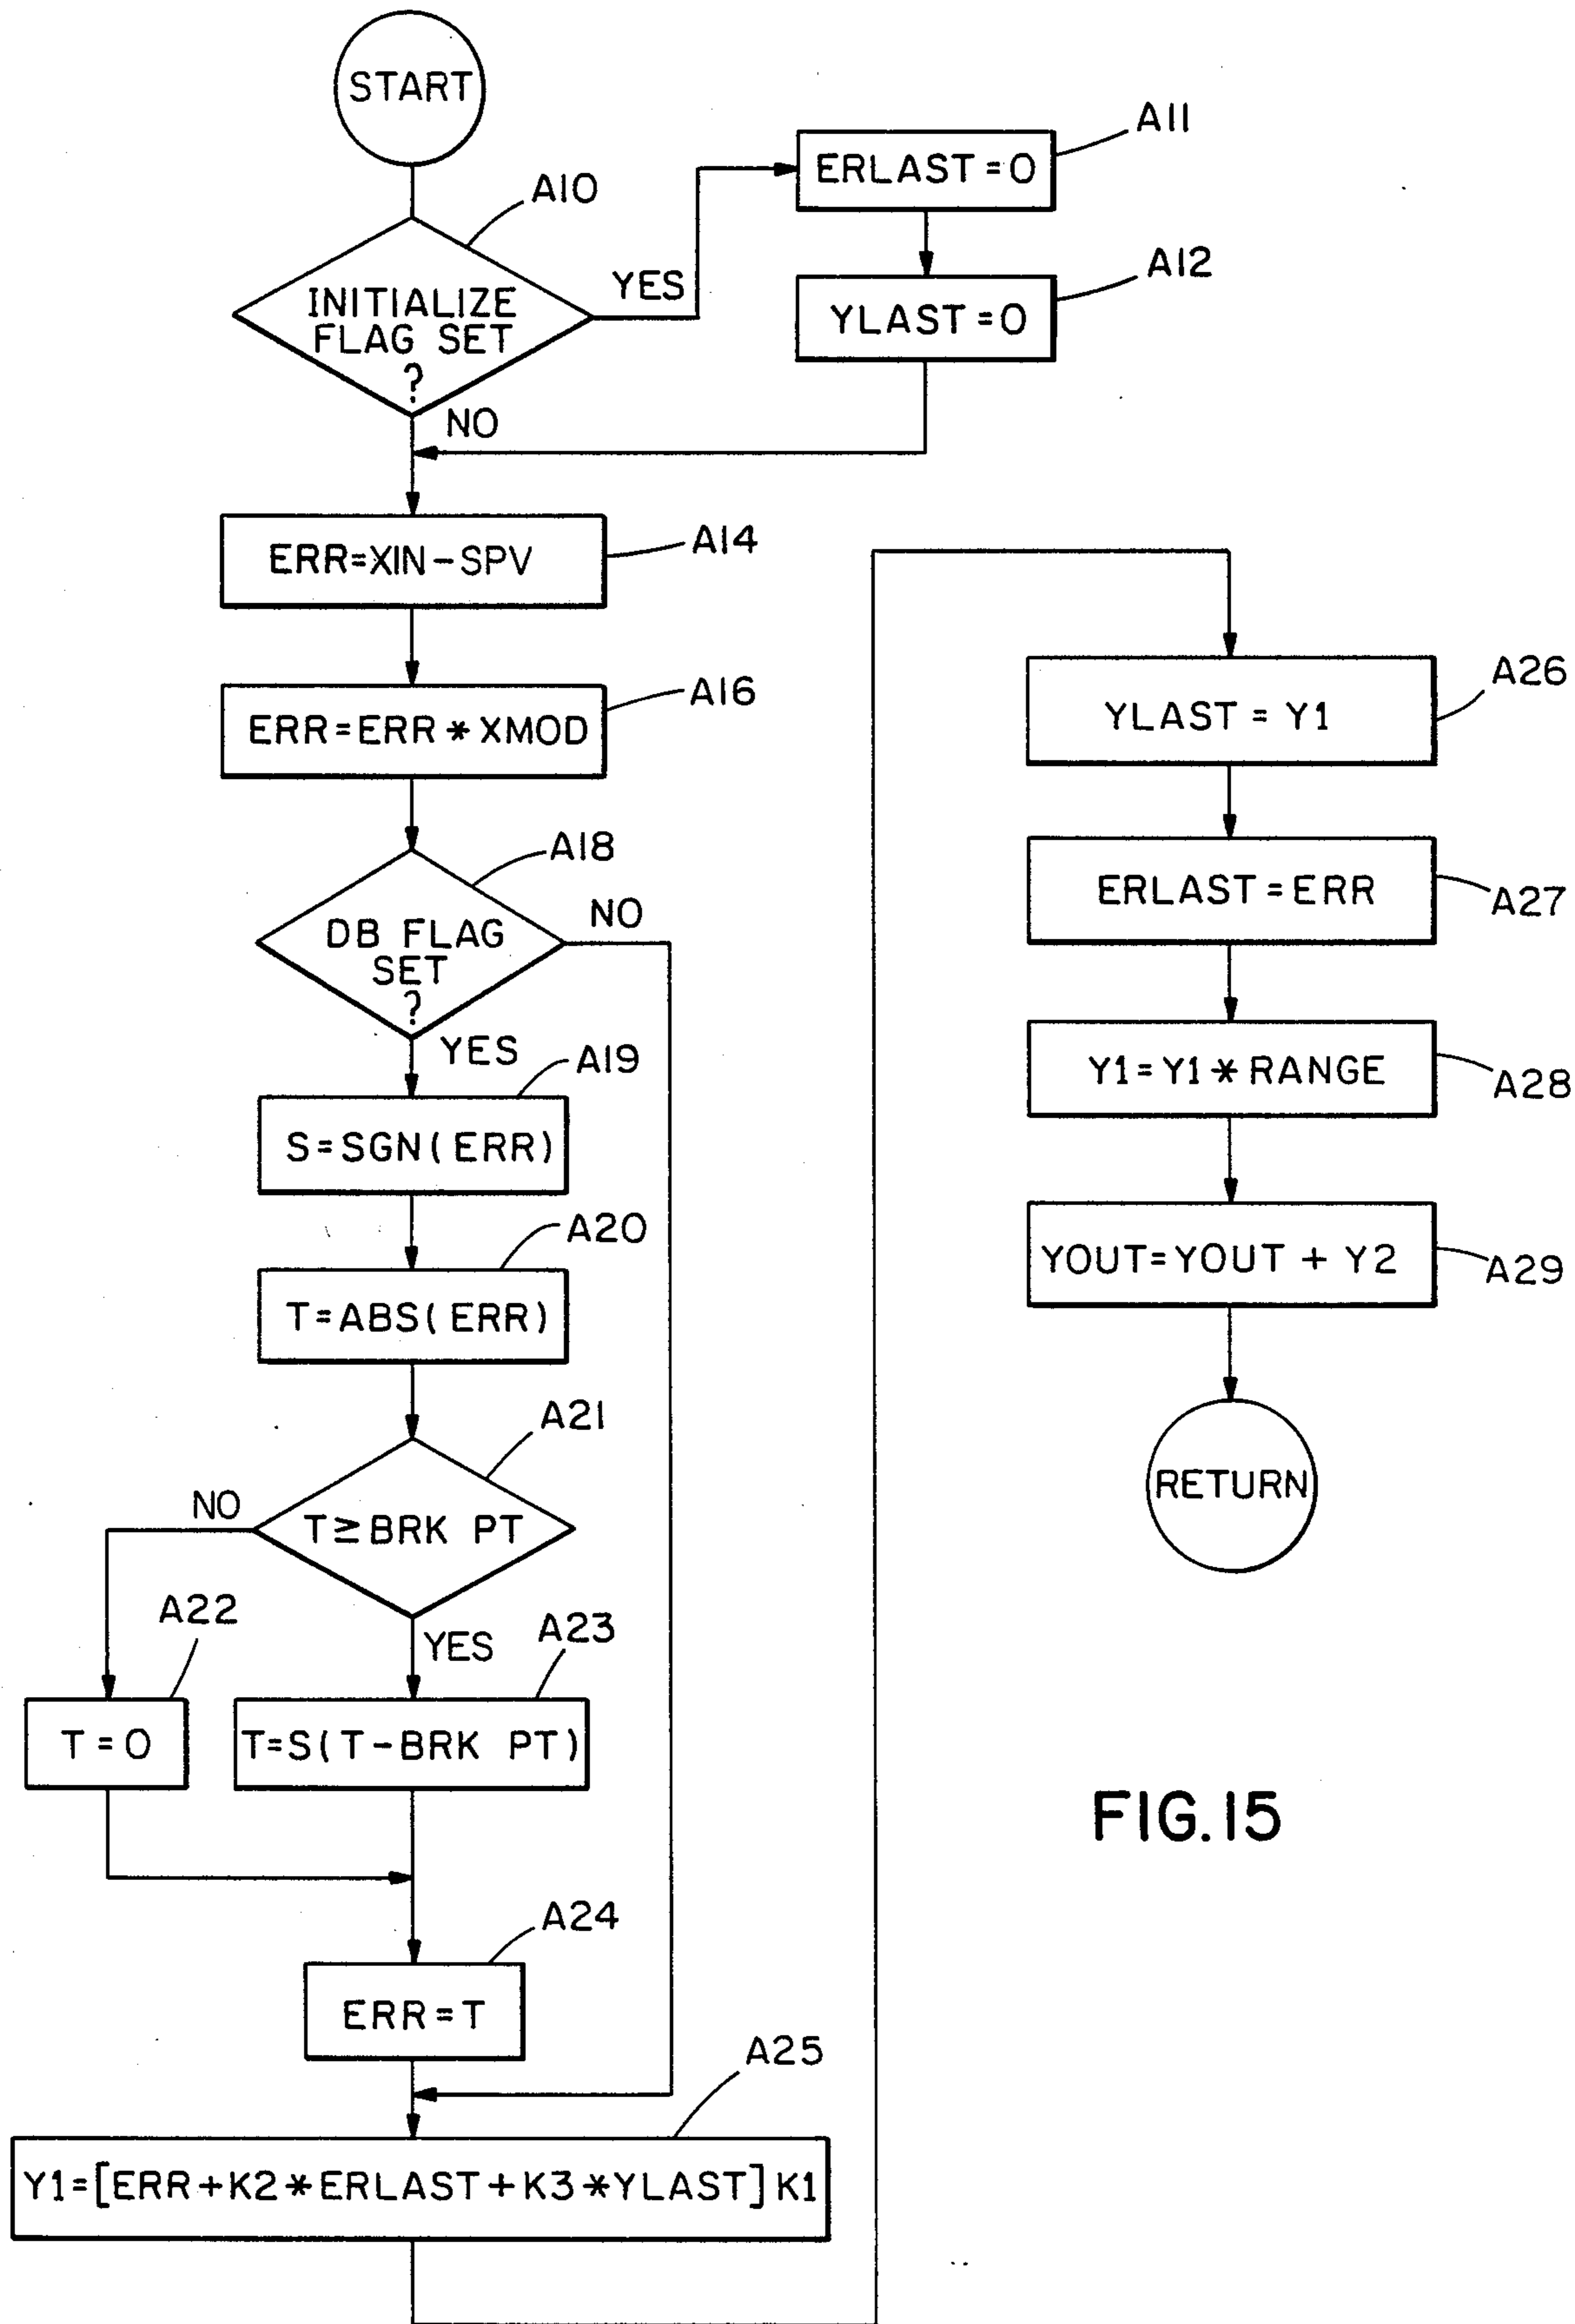 START
A10
INITIALIZE
FLAG SET
?
YES
NO
ERLAST=0
A11
YLAST=0
A12
ERR=XIN-SPV
A14
ERR=ERR*XMOD
A16
A18
DB FLAG
SET
?
NO
YES
A19
S=SGN(ERR)
A20
T=ABS(ERR)
A21
T≥BRK PT
NO
YES
A22
T=0
A23
T=S(T-BRK PT)
A24
ERR=T
A25
Y1=[ERR+K2*ERLAST+K3*YLAST]K1
YLAST=Y1
A26
ERLAST=ERR
A27
Y1=Y1*RANGE
A28
YOUT=YOUT + Y2
A29
RETURN
FIG.15